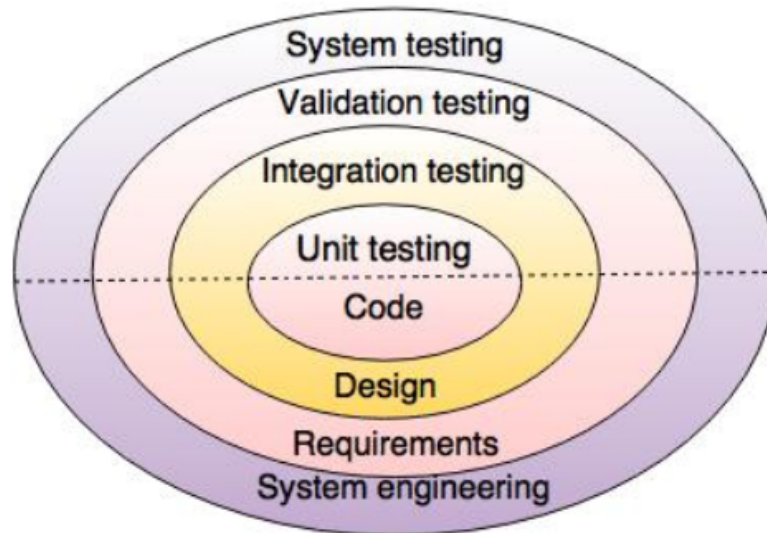 System testing
Validation testing
Integration testing
Unit testing
Code
Design
Requirements
System engineering